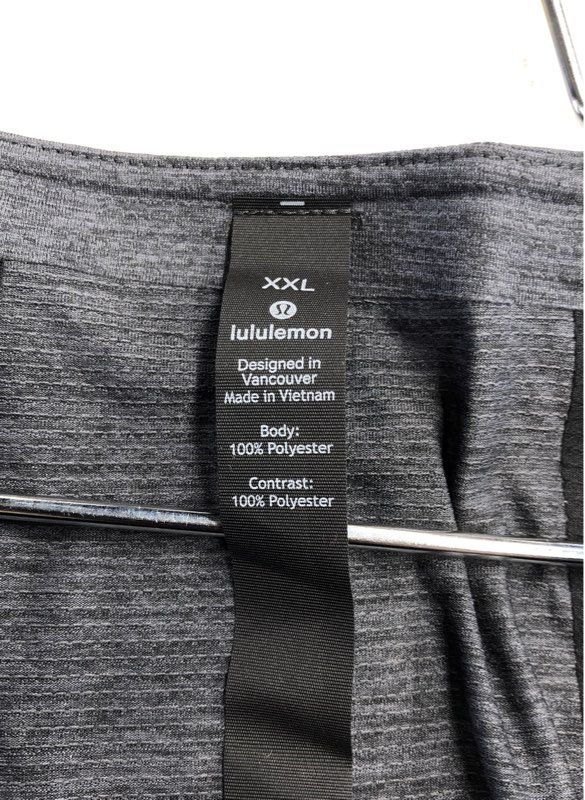 XXL
lululemon
Designed in
Vancouver
Made in Vietnam
Body:
100% Polyester
Contrast:
100% Polyester